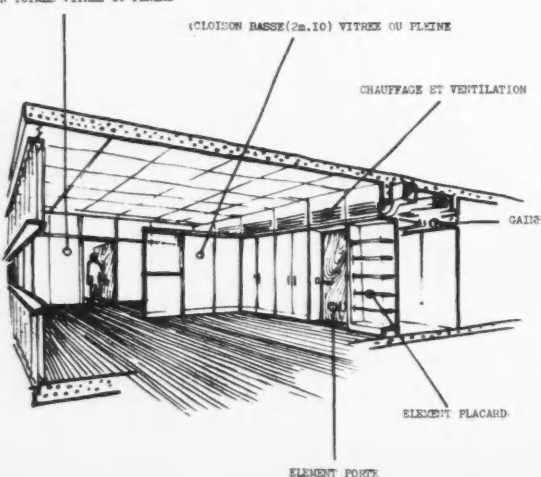 (CLOISON BASSE(2m.10) VITREE OU PLEINE
CHAUFFAGE ET VENTILATION
GAINE
ELEMENT PLACARD
ELEMENT PORTE